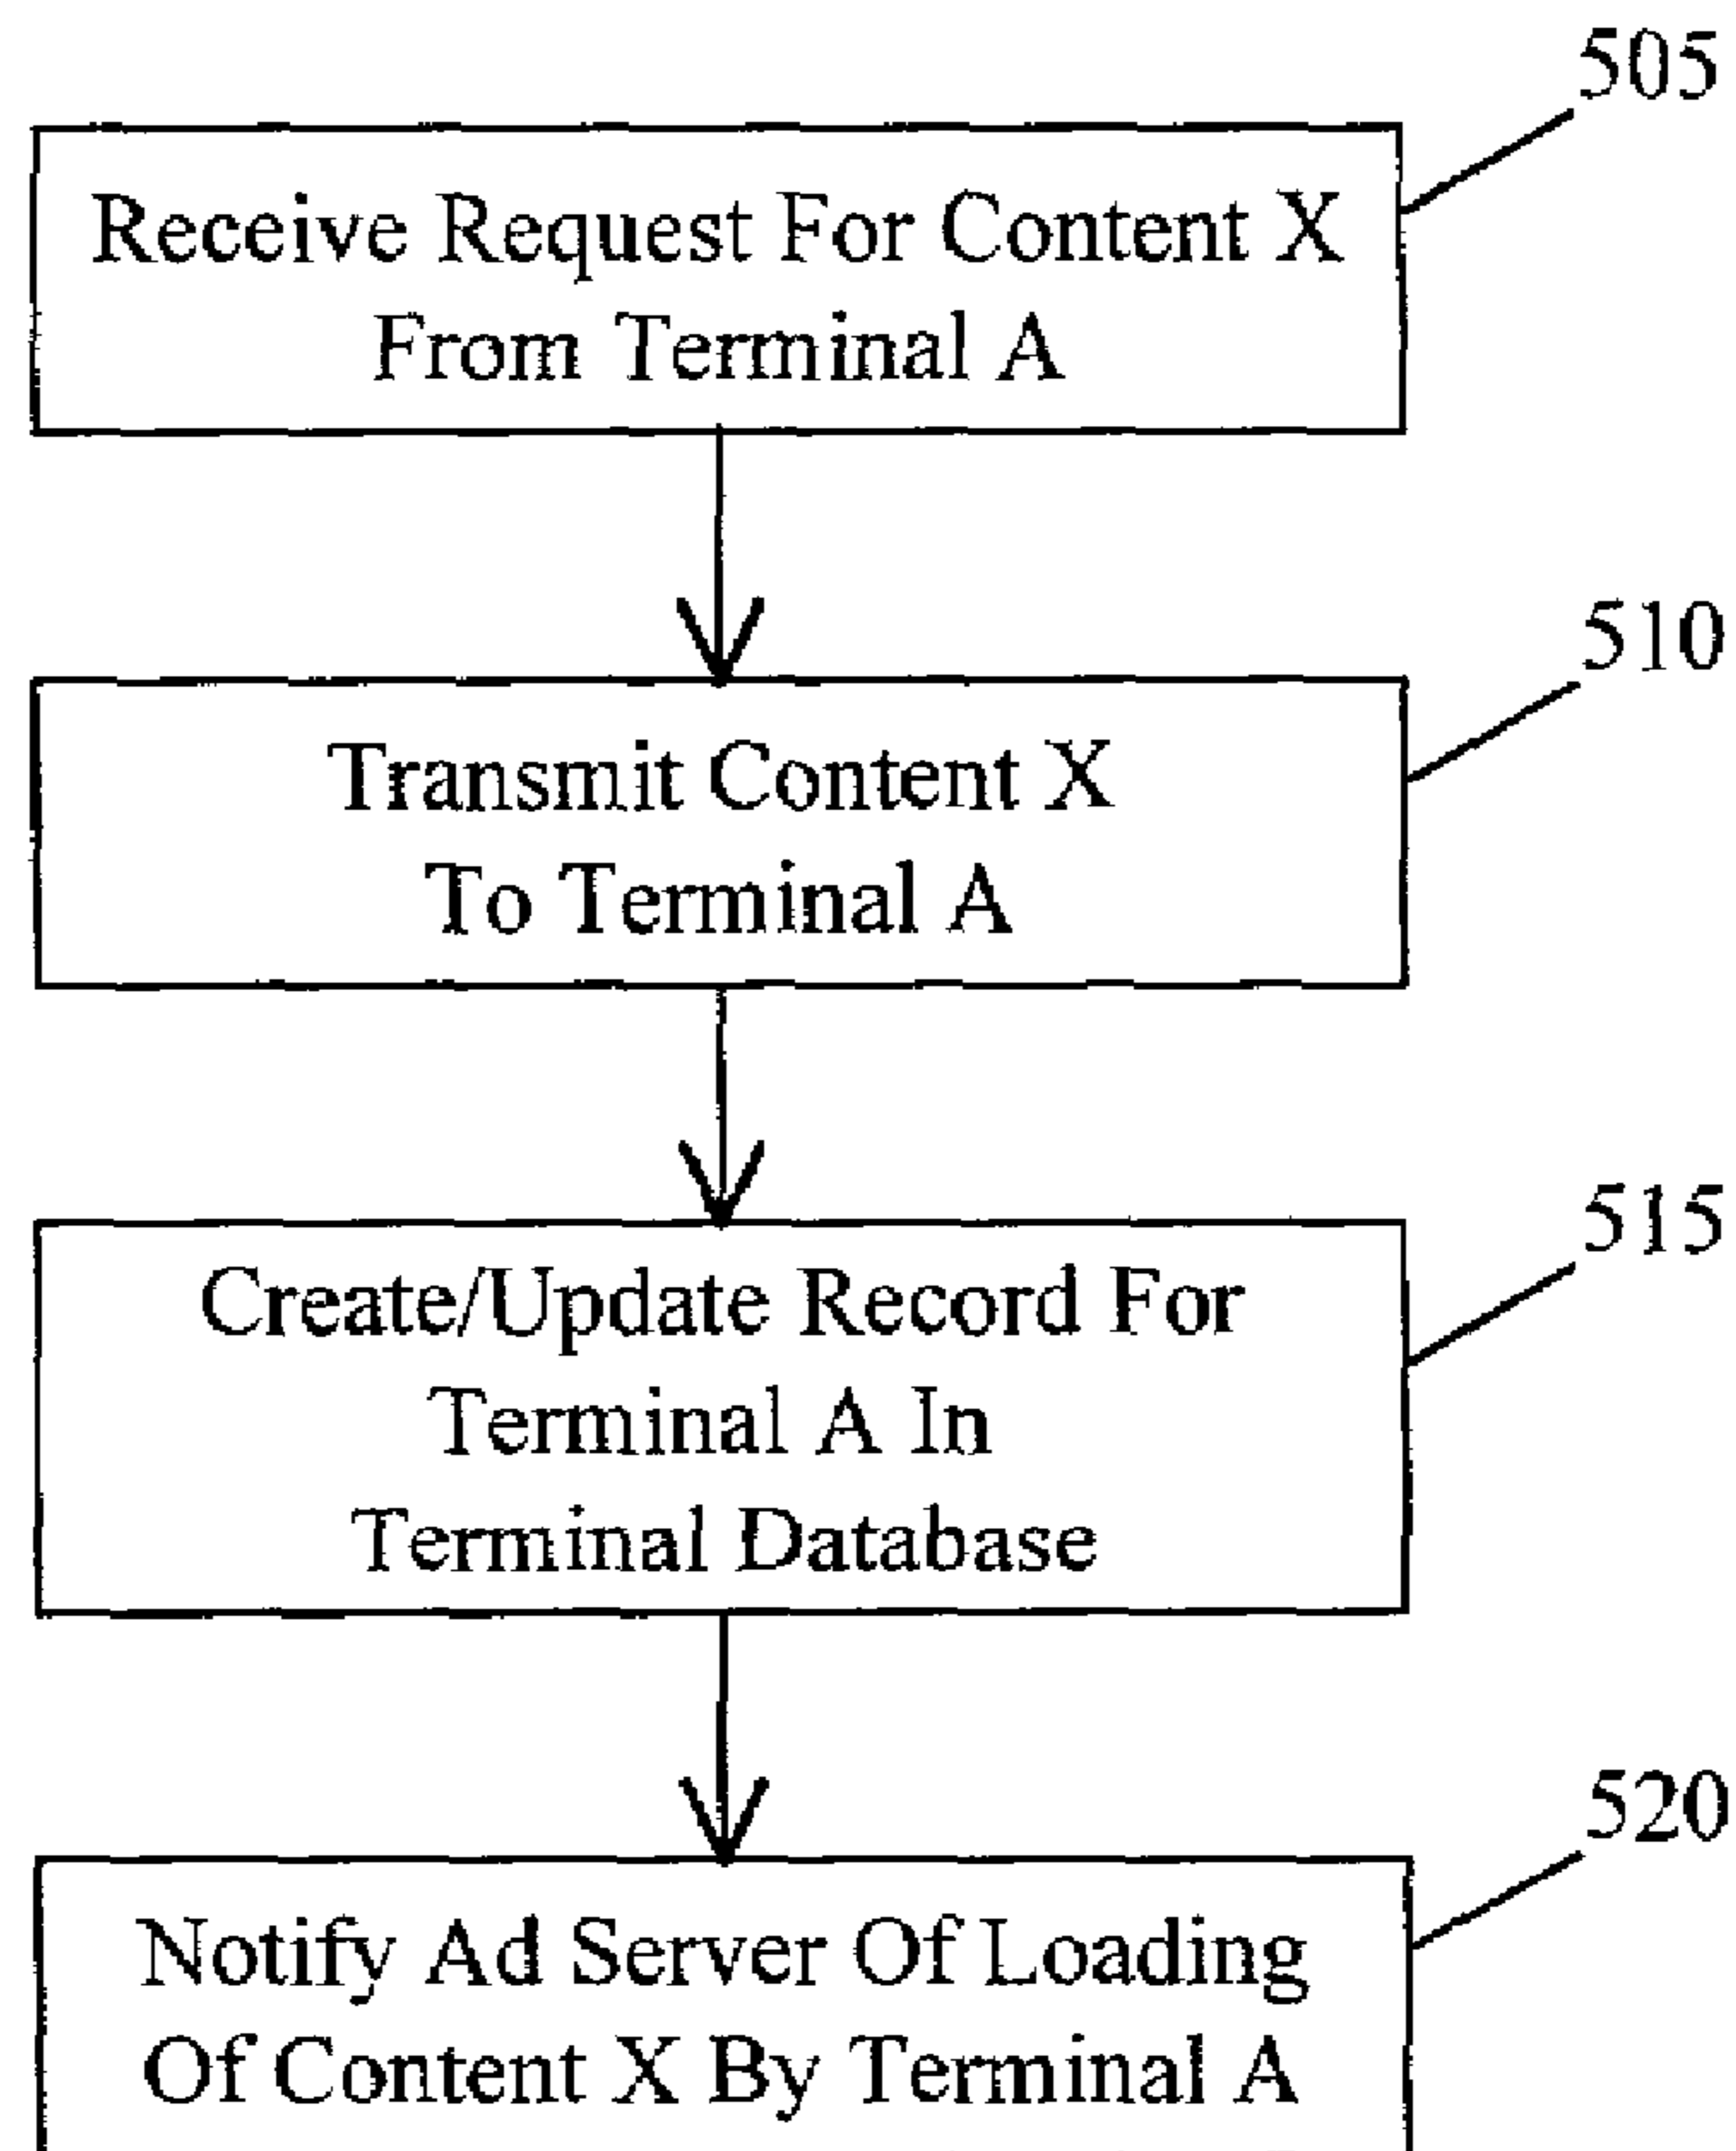 505
Receive Request For Content X
From Terminal A
510
Transmit Content X
To Terminal A
515
Create/Update Record For
Terminal A In
Terminal Database
520
Notify Ad Server Of Loading
Of Content X By Terminal A